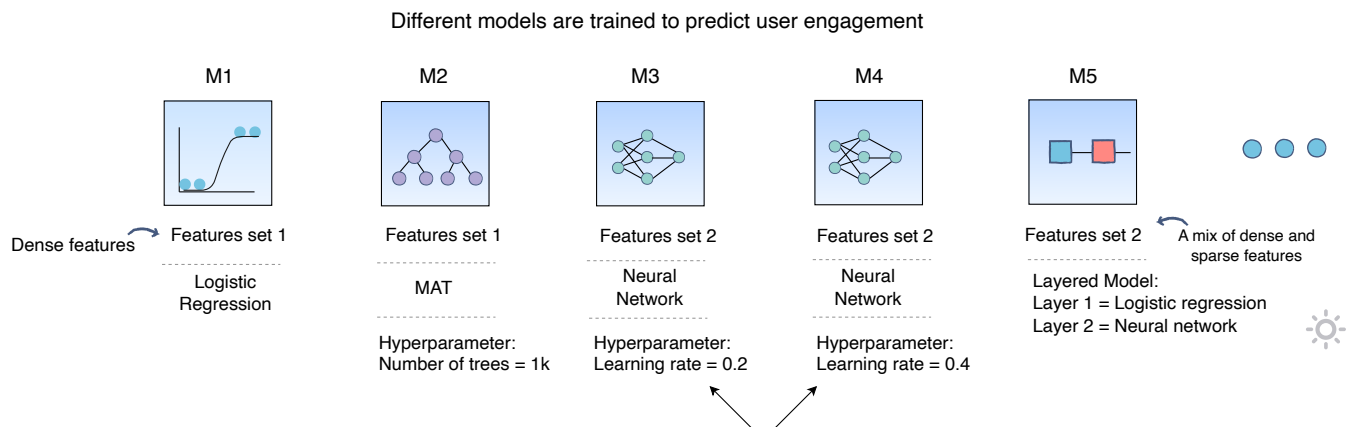 Different models are trained to predict user engagement
M1
M2
M3
M4
M5
Dense features
Features set 1
Features set 1
Features set 2
Features set 2
Features set 2
A mix of dense and
sparse features
Logistic
Regression
MAT
Neural
Network
Neural
Network
Layered Model:
Layer 1 = Logistic regression
Layer 2 = Neural network
Hyperparameter:
Number of trees = 1k
Hyperparameter:
Learning rate = 0.2
Hyperparameter:
Learning rate = 0.4